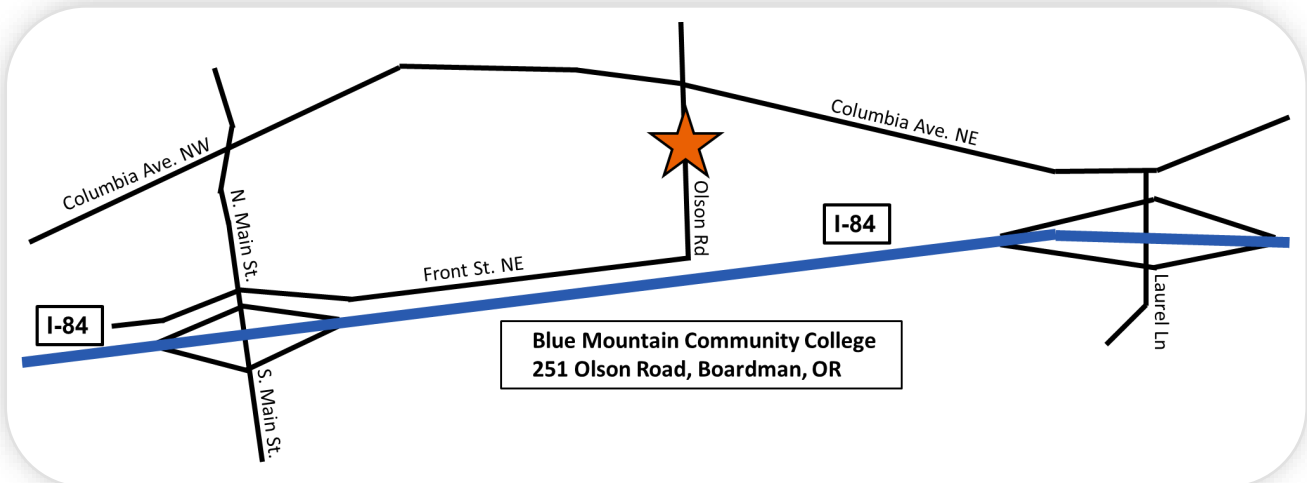 Columbia Ave. NW
Columbia Ave. NE
N. Main St.
Olson Rd
I-84
Front St. NE
I-84
Laurel Ln
Blue Mountain Community College
251 Olson Road, Boardman, OR
S. Main St.